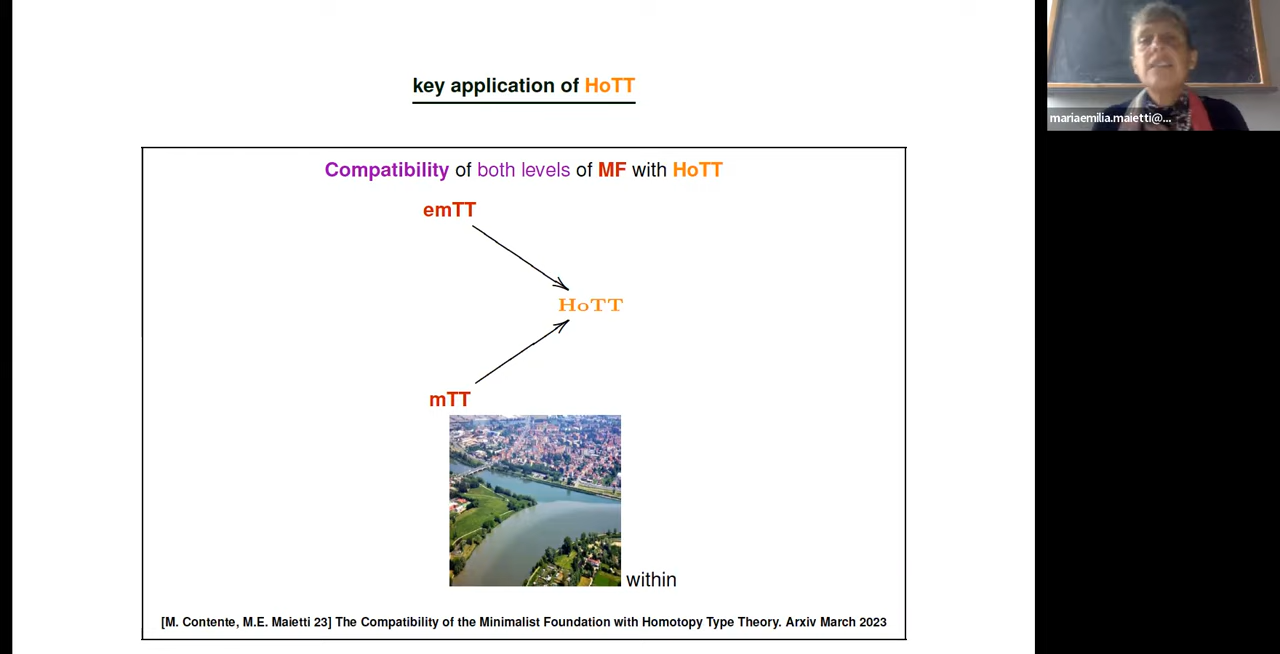 key application of HoTT
mariaemilia.maietti@...
Compatibility of both levels of MF with HoTT
emTT
HoTT
mTT
within
[M. Contente, M.E. Maietti 23] The Compatibility of the Minimalist Foundation with Homotopy Type Theory. Arxiv March 2023